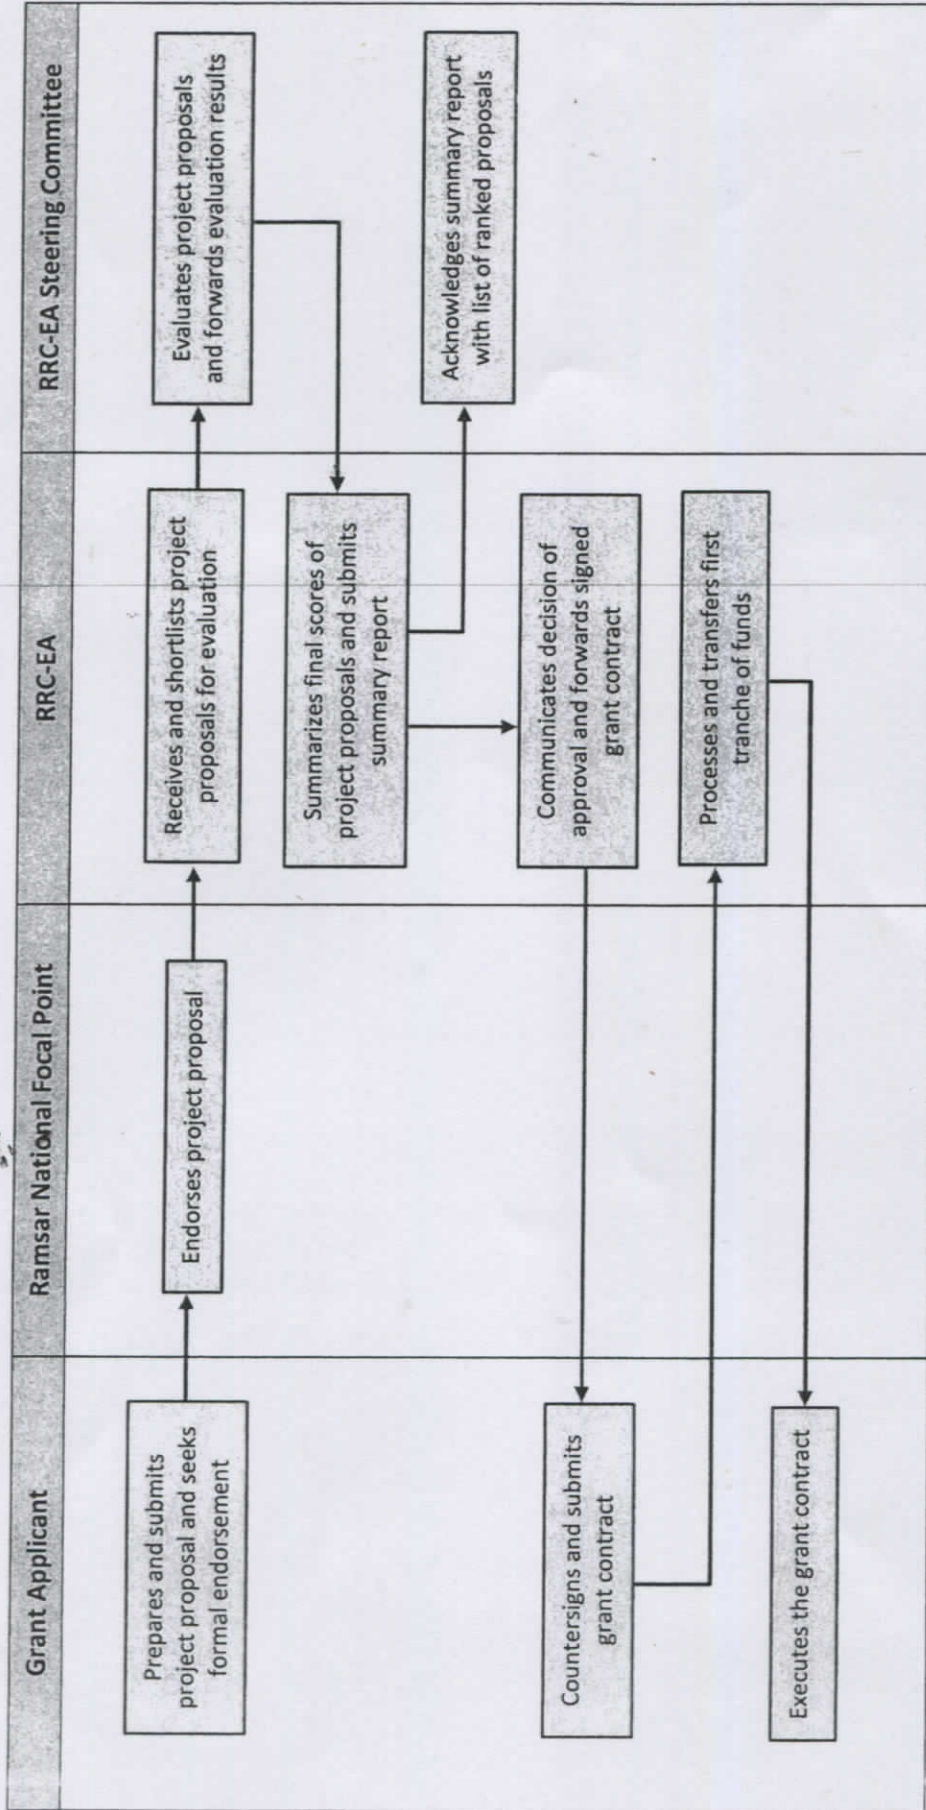 Grant Applicant
Ramsar National Focal Point
RRC-EA
RRC-EA Steering Committee
Prepares and submits
project proposal and seeks
formal endorsement
Endorses project proposal
Receives and shortlists project
proposals for evaluation
Evaluates project proposals
and forwards evaluation results
Summarizes final scores of
project proposals and submits
summary report
Acknowledges summary report
with list of ranked proposals
Communicates decision of
approval and forwards signed
grant contract
Countersigns and submits
grant contract
Processes and transfers first
tranche of funds
Executes the grant contract